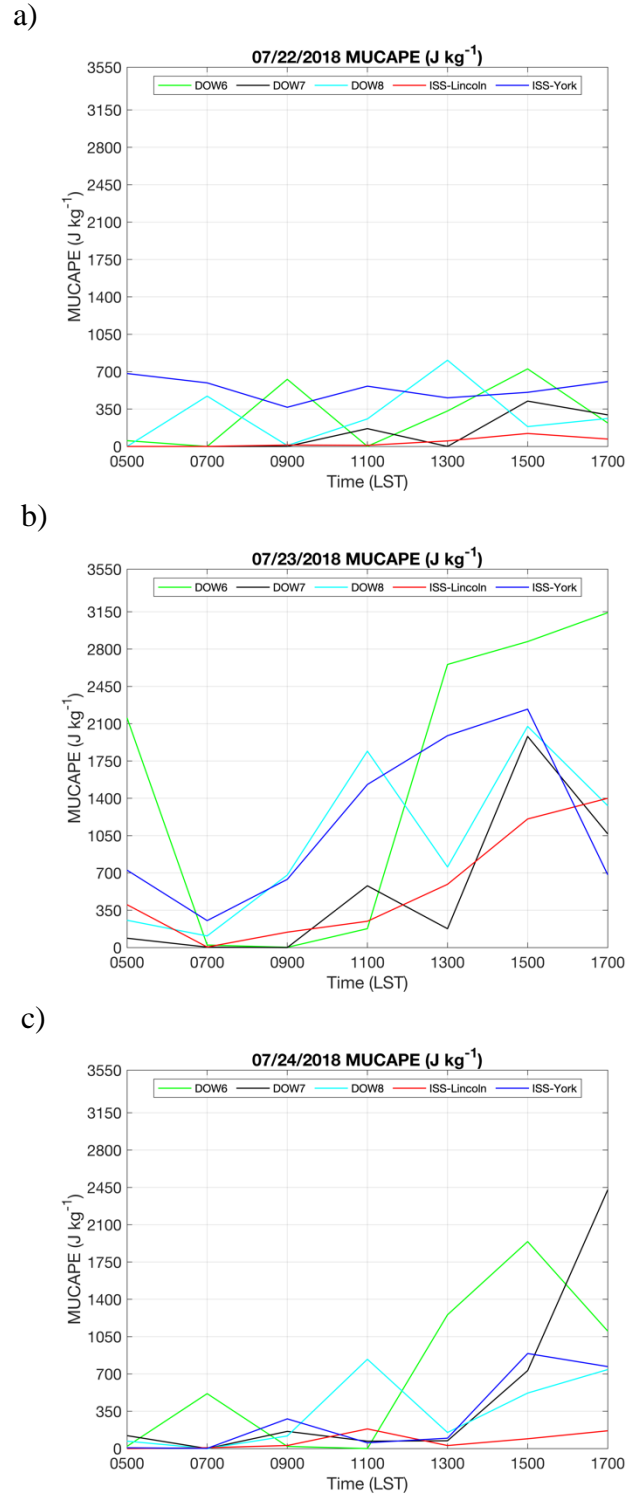 a)
07/22/2018 MUCAPE (J kg⁻¹)
DOW6 DOW7 DOW8 ISS-Lincoln ISS-York
3550
3150
2800
2450
2100
1750
1400
1050
700
350
0
MUCAPE (J kg⁻¹)
0500 0700 0900 1100 1300 1500 1700
Time (LST)
b)
07/23/2018 MUCAPE (J kg⁻¹)
DOW6 DOW7 DOW8 ISS-Lincoln ISS-York
3550
3150
2800
2450
2100
1750
1400
1050
700
350
0
MUCAPE (J kg⁻¹)
0500 0700 0900 1100 1300 1500 1700
Time (LST)
c)
07/24/2018 MUCAPE (J kg⁻¹)
DOW6 DOW7 DOW8 ISS-Lincoln ISS-York
3550
3150
2800
2450
2100
1750
1400
1050
700
350
0
MUCAPE (J kg⁻¹)
0500 0700 0900 1100 1300 1500 1700
Time (LST)